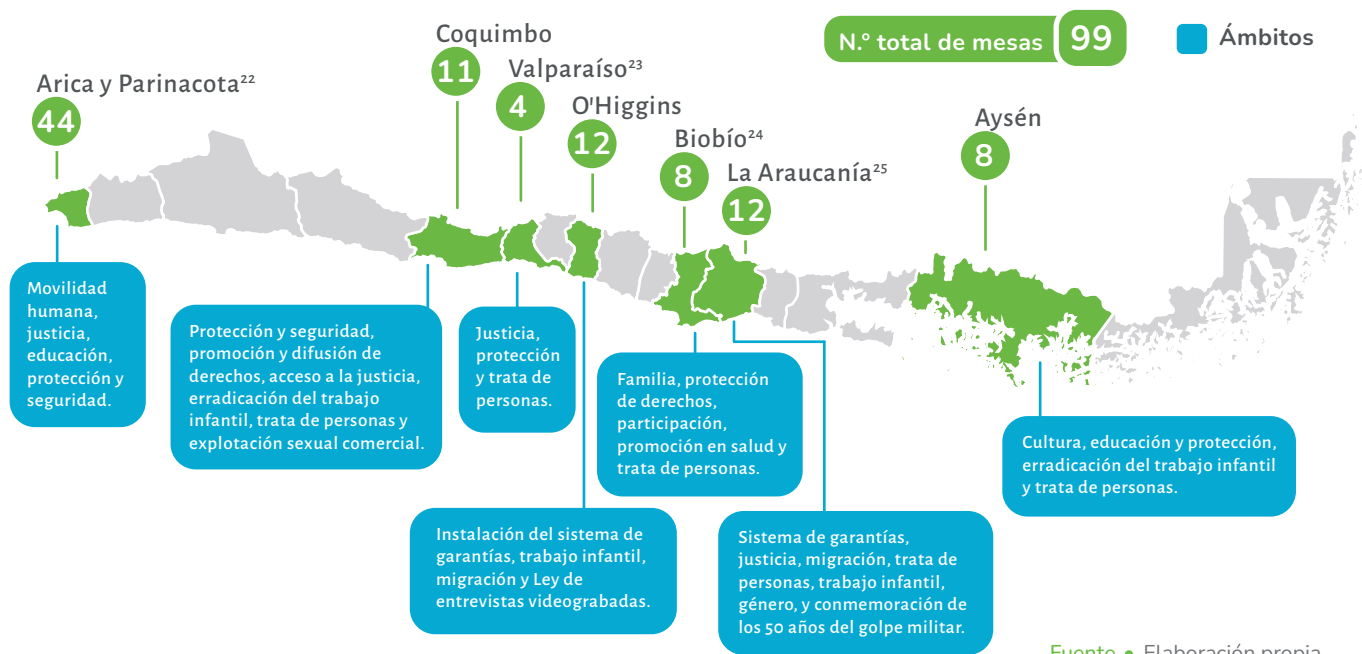 N.º total de mesas 99
Ámbitos
Arica y Parinacota²²
44
Coquimbo
11
Valparaíso²³
4
O'Higgins
12
Biobío²⁴
8
La Araucanía²⁵
12
Aysén
8
Movilidad
humana,
justicia,
educación,
protección y
seguridad.
Protección y seguridad,
promoción y difusión de
derechos, acceso a la justicia,
erradicación del trabajo
infantil, trata de personas y
explotación sexual comercial.
Justicia,
protección
y trata de
personas.
Instalación del sistema de
garantías, trabajo infantil,
migración y Ley de
entrevistas videograbadas.
Familia, protección
de derechos,
participación,
promoción en salud y
trata de personas.
Sistema de garantías,
justicia, migración, trata de
personas, trabajo infantil,
género, y conmemoración de
los 50 años del golpe militar.
Cultura, educación y protección,
erradicación del trabajo infantil
y trata de personas.
Fuente • Elaboración propia